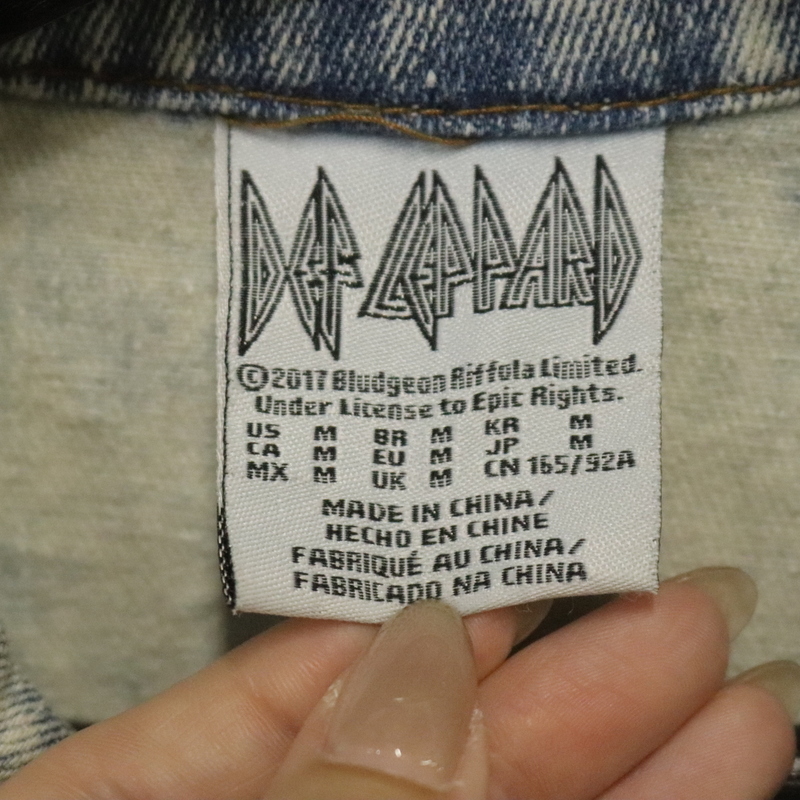 DEF LEPPARD
©2017 Bludgeon Riffola Limited.
Under License to Epic Rights.
US M BR M KR M
CA M EU M JP M
MX M UK M CN 165/92A
MADE IN CHINA/
HECHO EN CHINE
FABRIQUÉ AU CHINA/
FABRICADO NA CHINA